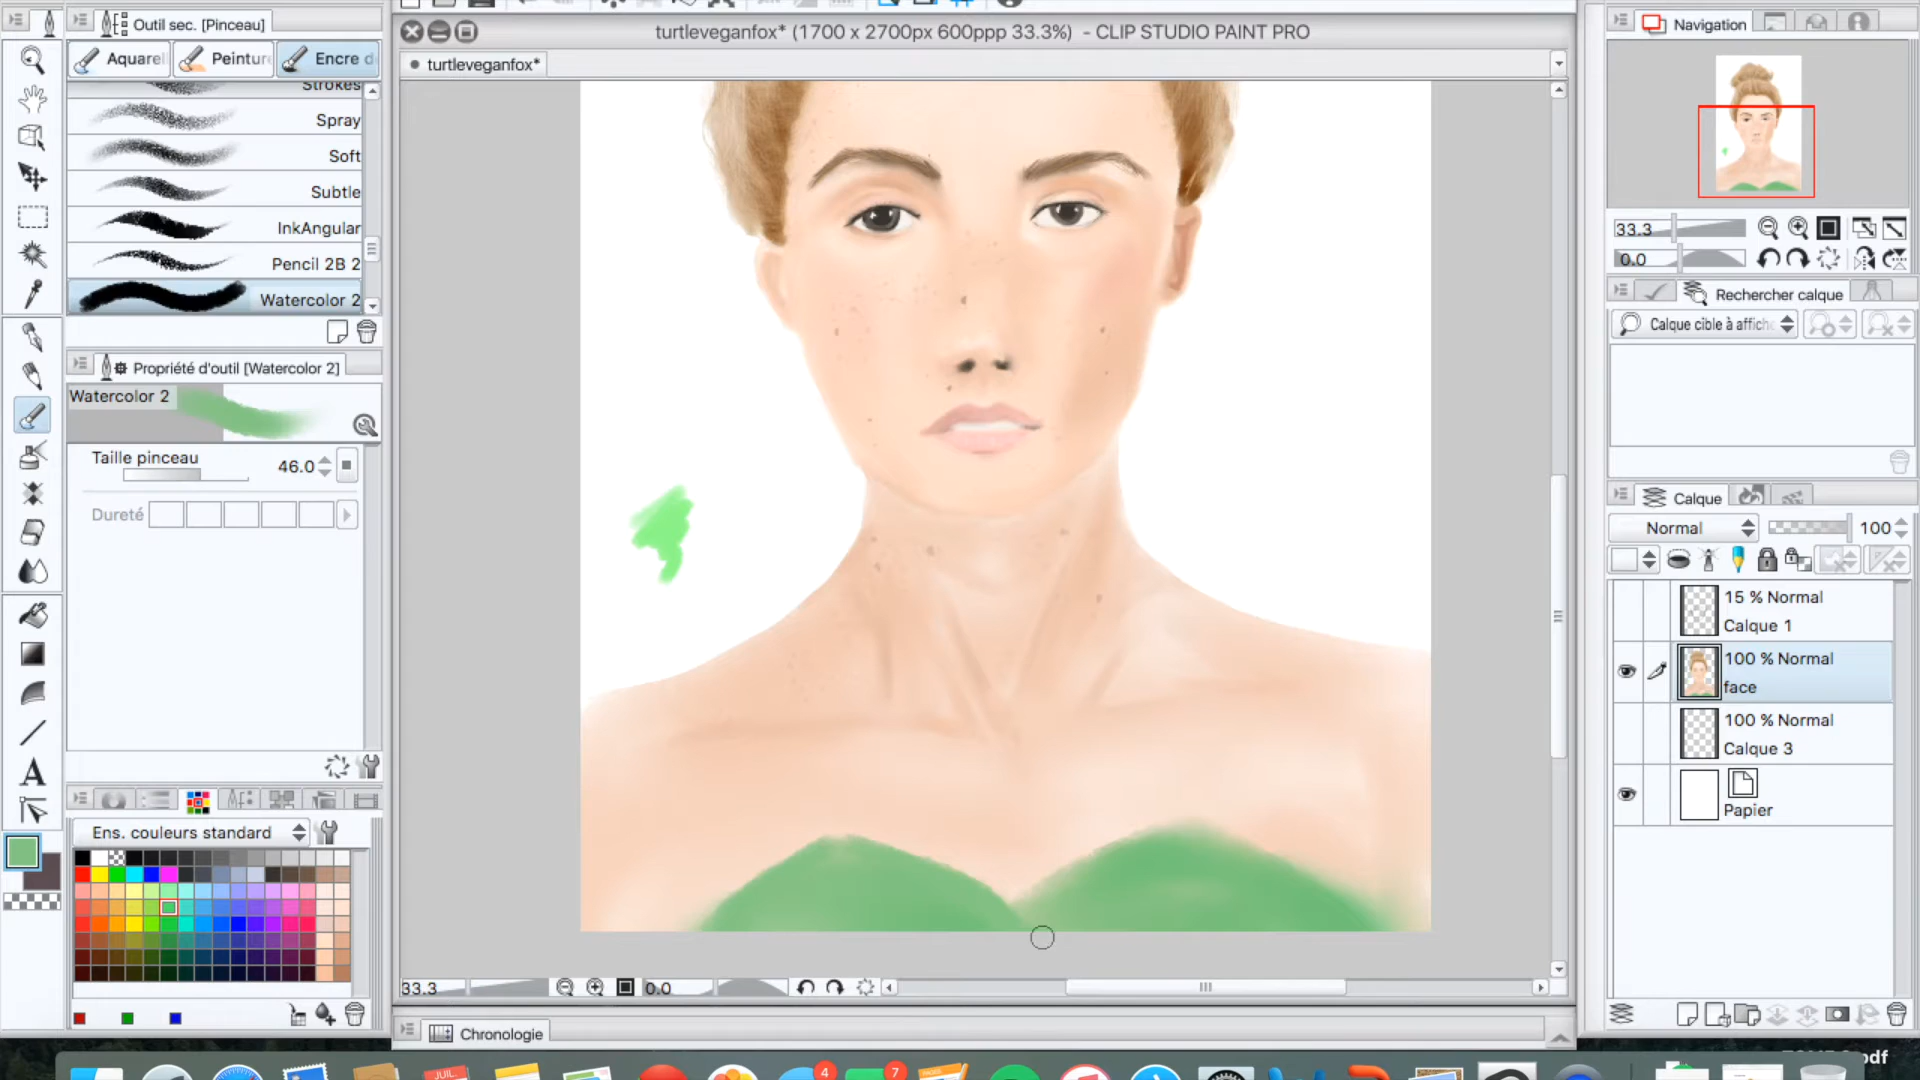 Outil sec. [Pinceau]
Aquarel
Peintur
Encre d
Strokes
Spray
Soft
Subtle
InkAngular
Pencil 2B 2
Watercolor 2
Propriété d'outil [Watercolor 2]
Watercolor 2
Taille pinceau
46.0
Dureté
Ens. couleurs standard
turtleveganfox* (1700 x 2700px 600ppp 33.3%) - CLIP STUDIO PAINT PRO
turtleveganfox*
33.3
0.0
Chronologie
Navigation
33.3
0.0
Rechercher calque
Calque cible à affich
Calque
Normal
100
15 % Normal
Calque 1
100 % Normal
face
100 % Normal
Calque 3
Papier
JUIL
4
7